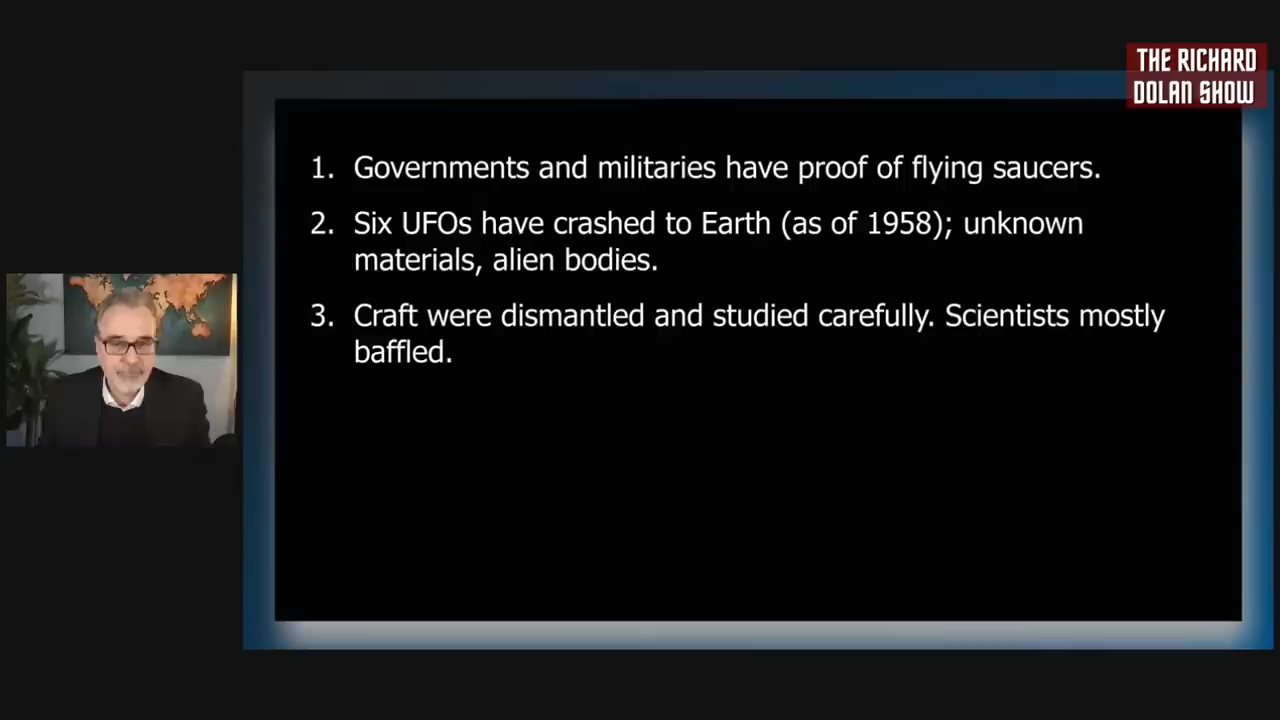 THE RICHARD
DOLAN SHOW
1. Governments and militaries have proof of flying saucers.
2. Six UFOs have crashed to Earth (as of 1958); unknown
materials, alien bodies.
3. Craft were dismantled and studied carefully. Scientists mostly
baffled.